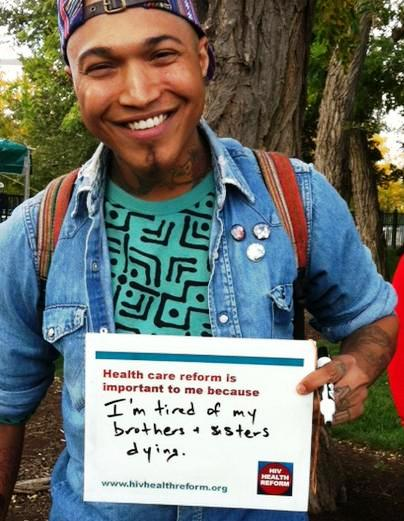 Health care reform is
important to me because
I'm tired of my
brothers + sisters
dying.
www.hivhealthreform.org
HIV
HEALTH
REFORM